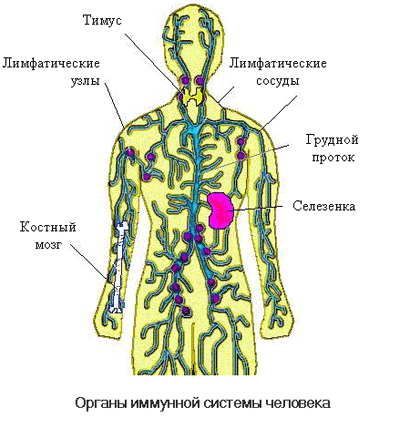 Тимус
Лимфатические
узлы
Лимфатические
сосуды
Грудной
проток
Селезенка
Костный
мозг
Органы иммунной системы человека